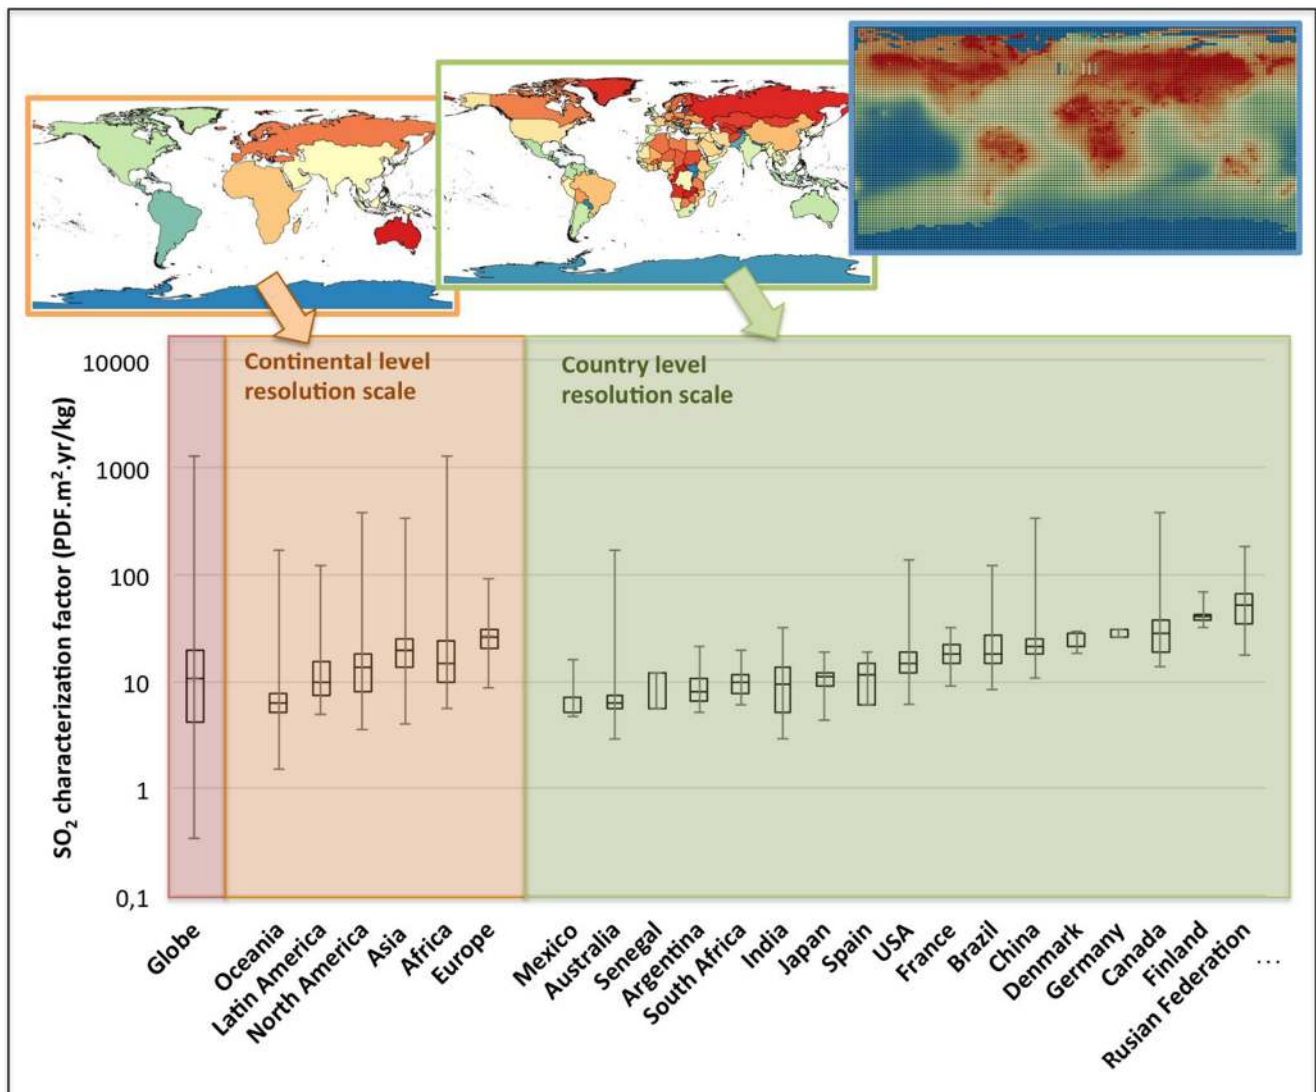 Continental level
resolution scale
Country level
resolution scale
SO2 characterization factor (PDF.m².yr/kg)
10000
1000
100
10
1
0,1
Globe
Oceania
Latin America
North America
Asia
Africa
Europe
Mexico
Australia
Senegal
Argentina
South Africa
India
Japan
Spain
USA
France
Brazil
China
Denmark
Germany
Canada
Finland
Rusian Federation
...